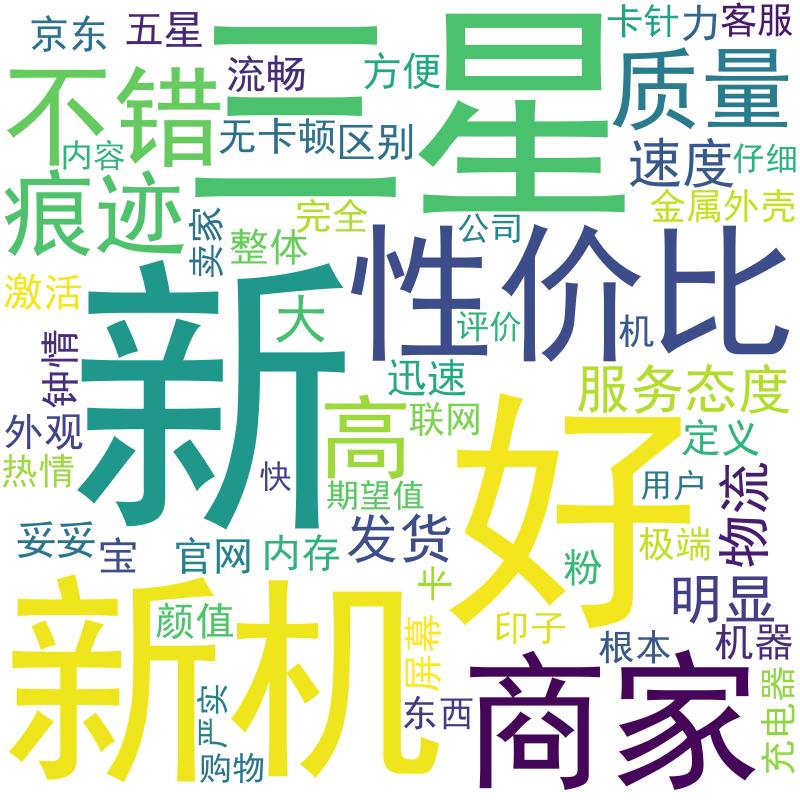 京东
五星
三星
卡针
力
客服
不错
流畅
方便
质量
无卡顿
区别
内容
速度
仔细
痕迹
卖家
完全
整体
公司
金属外壳
性价比
新
激活
大
评价
机
钟情
迅速
服务态度
高
好
外观
联网
定义
热情
快
期望值
用户
物流
妥妥
宝
官网
内存
发货
极端
粉
卡
新机
颜值
明显
印子
屏幕
根本
机器
商家
严实
东西
充电器
购物